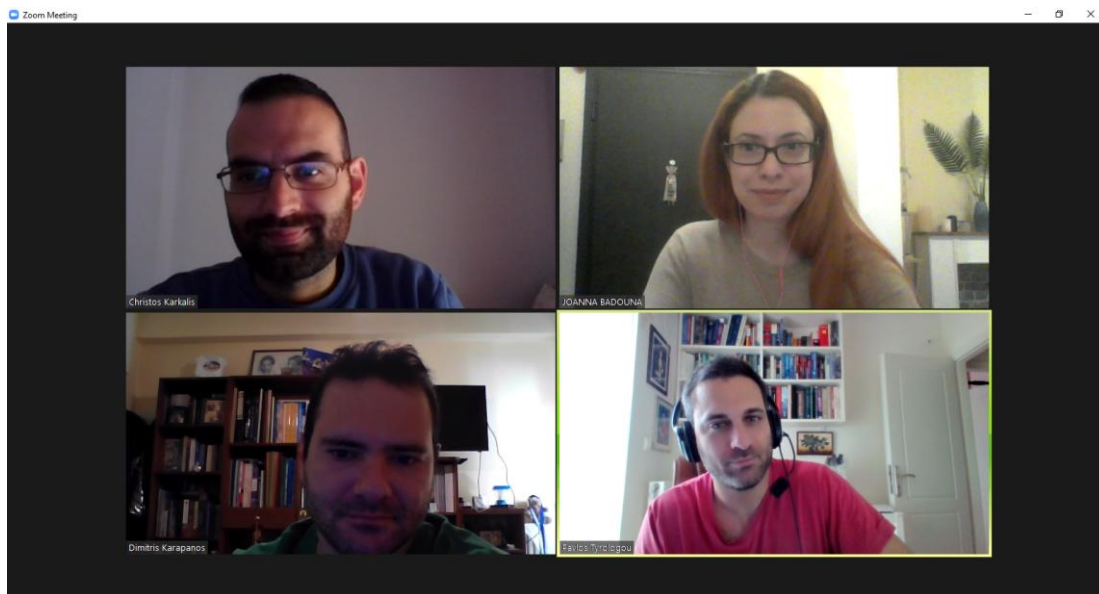 Zoom Meeting
Christos Karkalis
JOANNA BADOUNA
Dimitris Karapanos
Pavlos Tyrologou